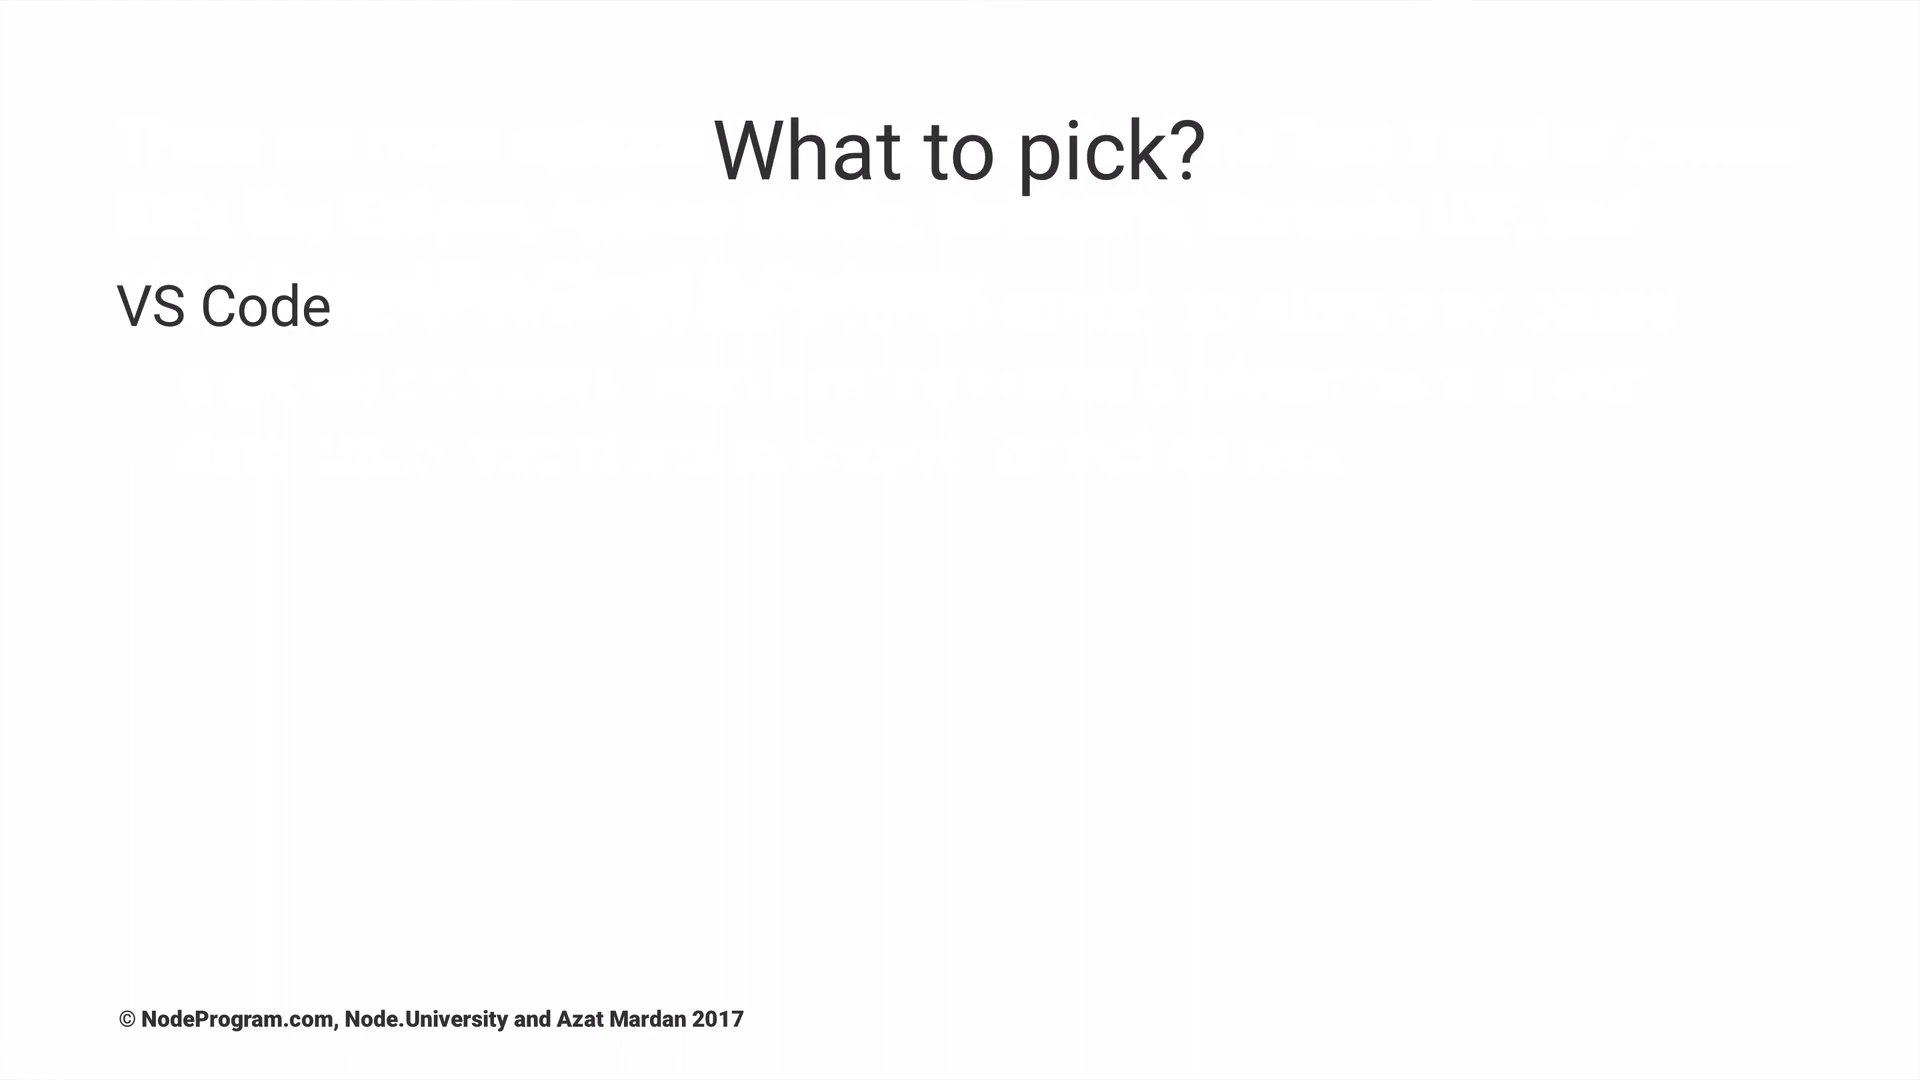 What to pick?
VS Code
© NodeProgram.com, Node.University and Azat Mardan 2017